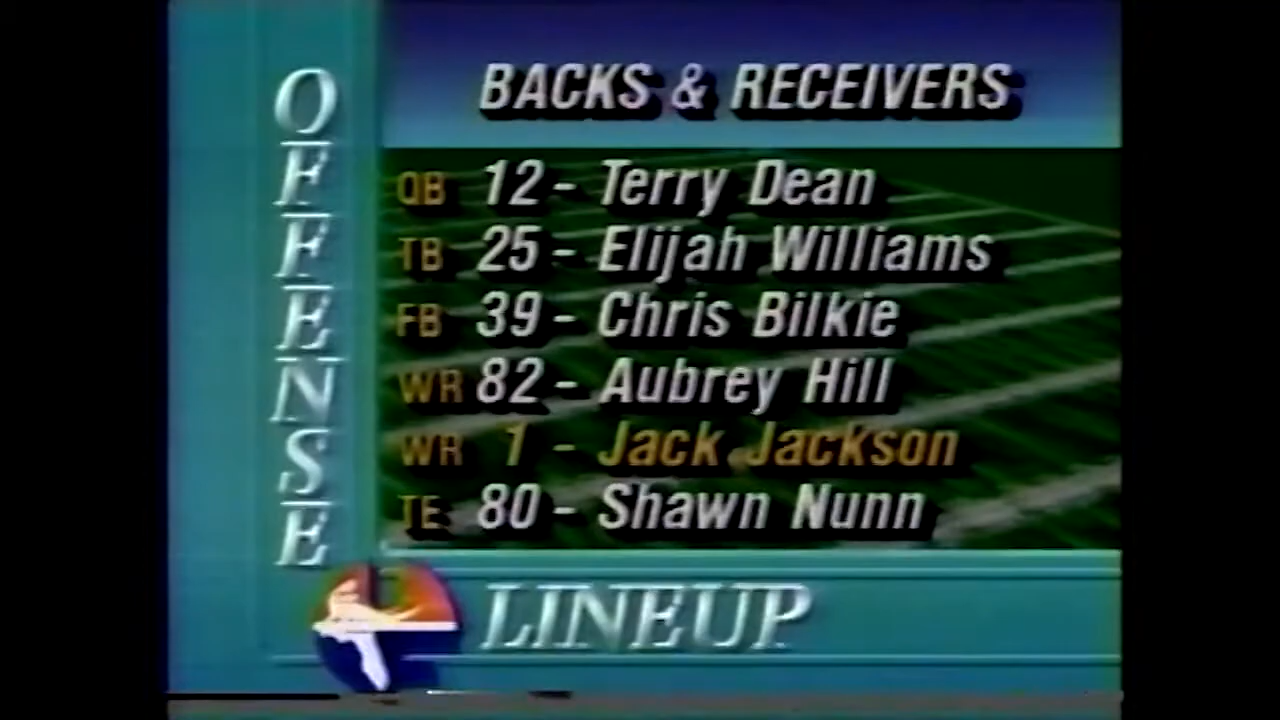 OFFENSE
BACKS & RECEIVERS
QB 12 - Terry Dean
TB 25 - Elijah Williams
FB 39 - Chris Bilkie
WR 82 - Aubrey Hill
WR 1 - Jack Jackson
TE 80 - Shawn Nunn
LINEUP